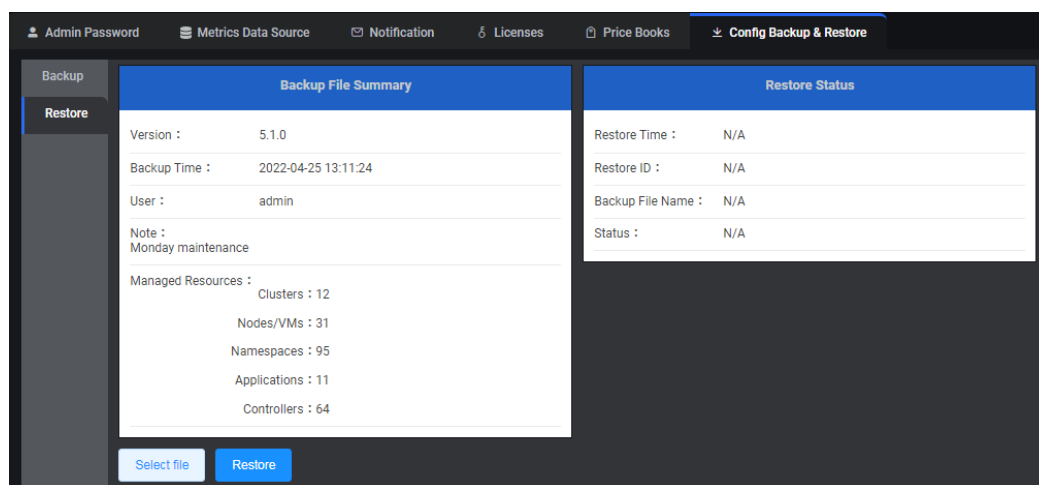 Admin Password Metrics Data Source Notification Licenses Price Books Config Backup & Restore
Backup
Restore
Backup File Summary
Version： 5.1.0
Backup Time： 2022-04-25 13:11:24
User： admin
Note：
Monday maintenance
Managed Resources：
Clusters：12
Nodes/VMs：31
Namespaces：95
Applications：11
Controllers：64
Select file Restore
Restore Status
Restore Time： N/A
Restore ID： N/A
Backup File Name： N/A
Status： N/A